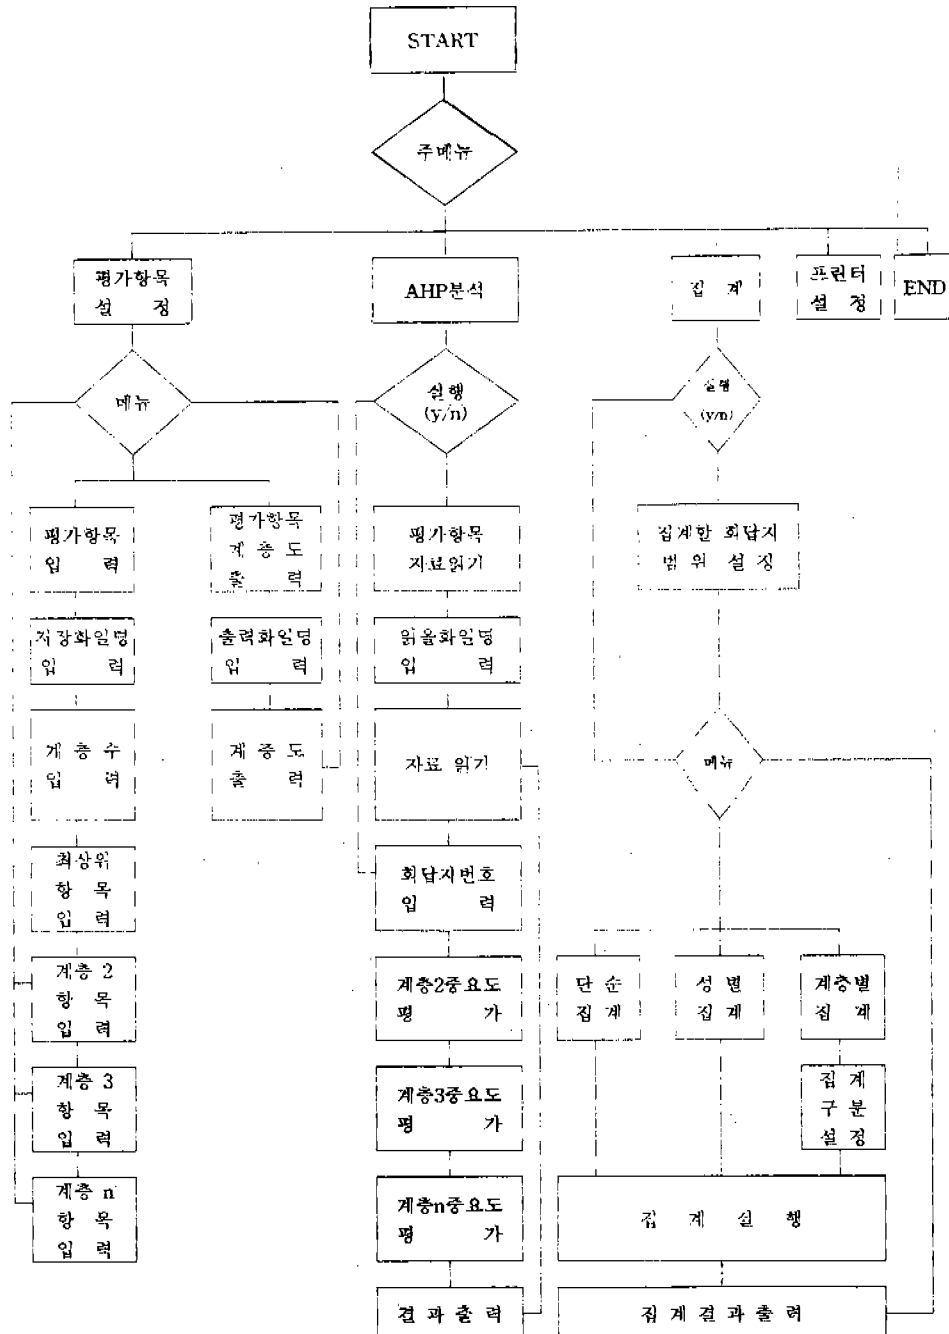 START
주메뉴
평가항목
설 정
AHP분석
집 계
프린터
설 정
END
메뉴
실행
(y/n)
실행
(y/n)
평가항목
입 력
평가항목
계 층 도
출 력
평가항목
자료읽기
집계할 회답지
범 위 설 정
저장화일명
입 력
출력화일명
입 력
읽을화일명
입 력
계 층 수
입 력
계 층 도
출 력
자료 읽기
메뉴
최상위
항 목
입 력
회답지번호
입 력
계층 2
항 목
입 력
계층2중요도
평 가
단 순
집 계
성 별
집 계
계층별
집 계
계층 3
항 목
입 력
계층3중요도
평 가
집 계
구 분
설 정
계층 n
항 목
입 력
계층n중요도
평 가
집 계 실 행
결 과 출 력
집 계 결 과 출 력